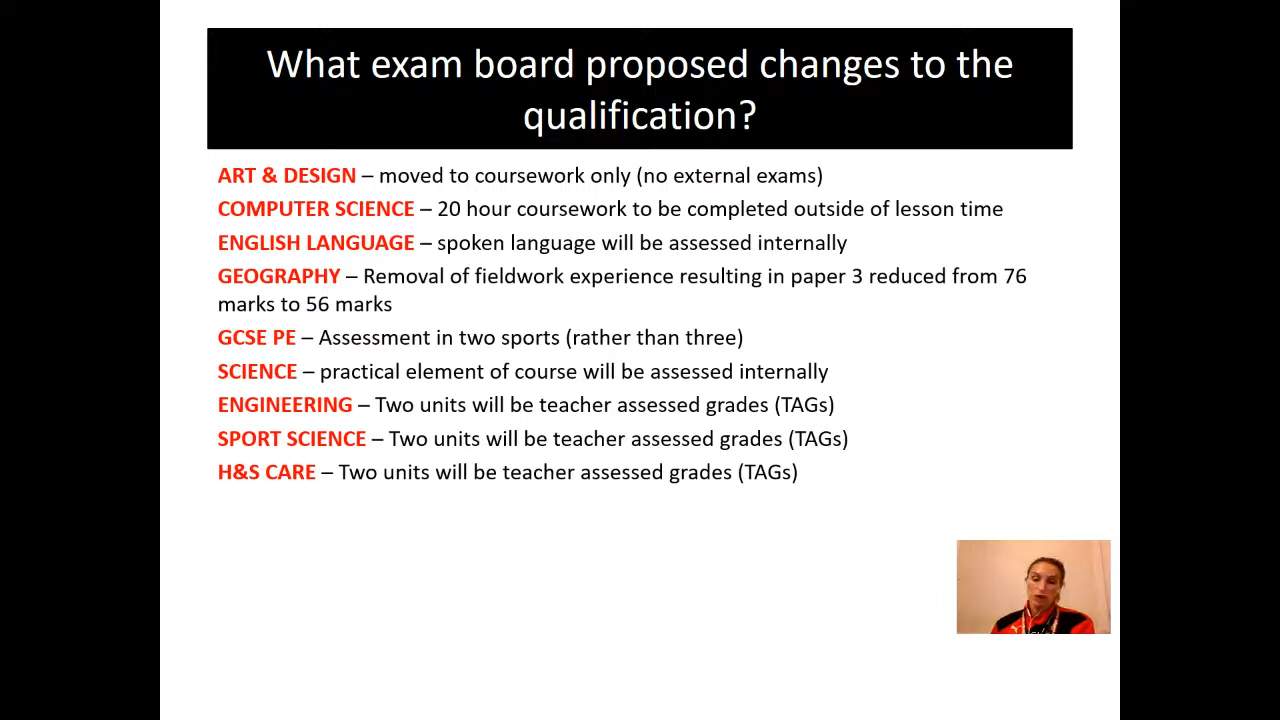 What exam board proposed changes to the
qualification?
ART & DESIGN – moved to coursework only (no external exams)
COMPUTER SCIENCE – 20 hour coursework to be completed outside of lesson time
ENGLISH LANGUAGE – spoken language will be assessed internally
GEOGRAPHY – Removal of fieldwork experience resulting in paper 3 reduced from 76
marks to 56 marks
GCSE PE – Assessment in two sports (rather than three)
SCIENCE – practical element of course will be assessed internally
ENGINEERING – Two units will be teacher assessed grades (TAGs)
SPORT SCIENCE – Two units will be teacher assessed grades (TAGs)
H&S CARE – Two units will be teacher assessed grades (TAGs)